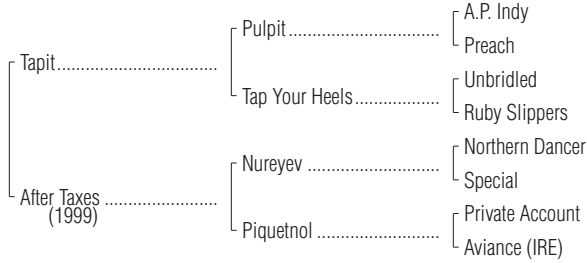 A.P. Indy
Pulpit........................................
Preach
Tapit..........................................
Unbridled
Tap Your Heels......................
Ruby Slippers
Northern Dancer
Nureyev ..................................
Special
After Taxes .............................
(1999)
Private Account
Piquetnol ................................
Aviance (IRE)